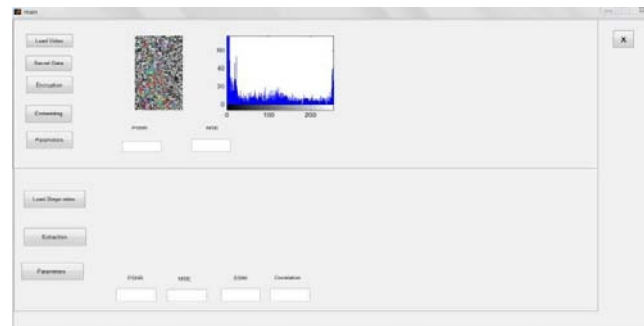 main
Load Video
Secret Data
Encryption
Embedding
Parameters
60
40
20
0
0 100 200
PSNR MSE
X
Load Stego video
Extraction
Parameters
PSNR MSE SSIM Correlation